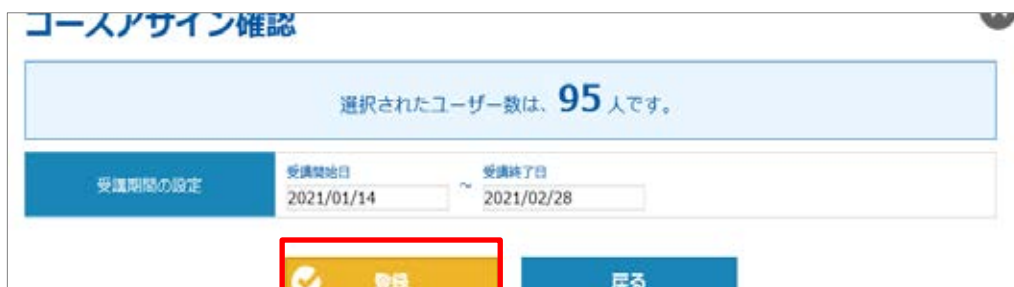 コースアサイン確認
選択されたユーザー数は、95 人です。
受講期間の設定
受講開始日
受講終了日
2021/01/14 ~ 2021/02/28
登録
戻る